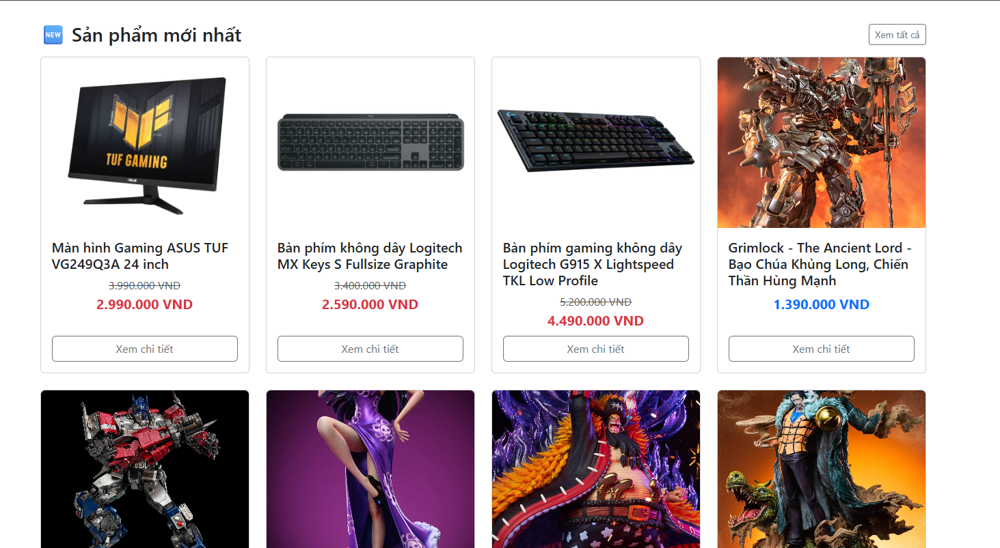 NEW Sản phẩm mới nhất
Xem tất cả
TUF GAMING
ASUS
Màn hình Gaming ASUS TUF
VG249Q3A 24 inch
3.990.000 VND
2.990.000 VND
Xem chi tiết
Bàn phím không dây Logitech
MX Keys S Fullsize Graphite
3.400.000 VND
2.590.000 VND
Xem chi tiết
Bàn phím gaming không dây
Logitech G915 X Lightspeed
TKL Low Profile
5.200.000 VND
4.490.000 VND
Xem chi tiết
Grimlock - The Ancient Lord -
Bạo Chúa Khủng Long, Chiến
Thần Hùng Mạnh
1.390.000 VND
Xem chi tiết